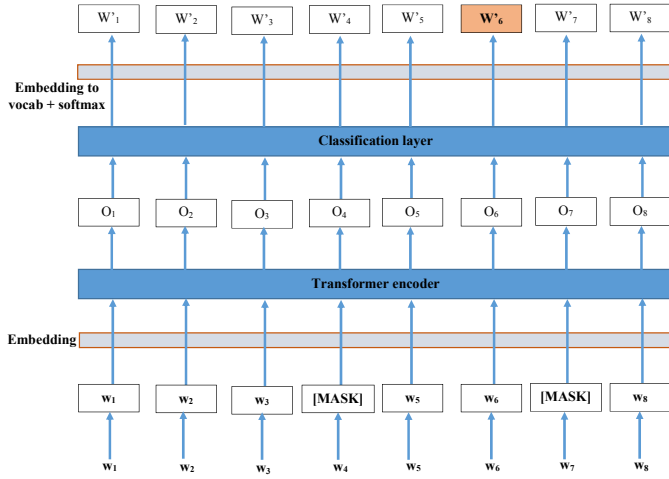 W'₁ W'₂ W'₃ W'₄ W'₅ W'₆ W'₇ W'₈
Embedding to
vocab + softmax
Classification layer
O₁ O₂ O₃ O₄ O₅ O₆ O₇ O₈
Transformer encoder
Embedding
w₁ w₂ w₃ [MASK] w₅ w₆ [MASK] w₈
w₁ w₂ w₃ w₄ w₅ w₆ w₇ w₈